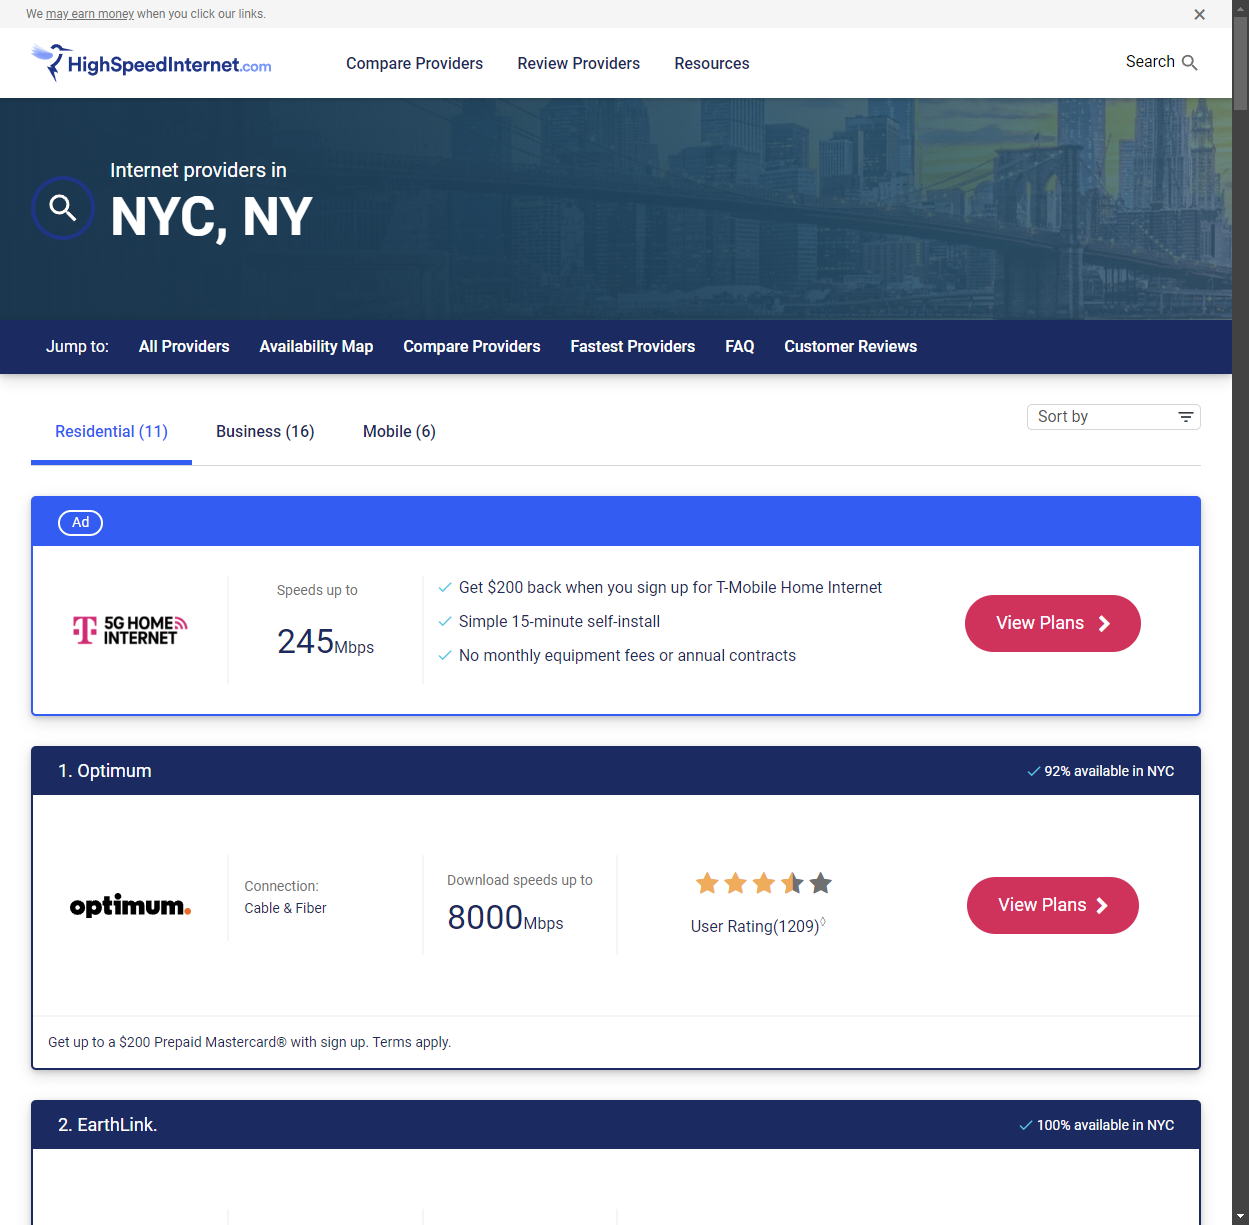 We may earn money when you click our links.
HighSpeedInternet.com
Compare Providers
Review Providers
Resources
Search
Internet providers in
NYC, NY
Jump to:
All Providers
Availability Map
Compare Providers
Fastest Providers
FAQ
Customer Reviews
Residential (11)
Business (16)
Mobile (6)
Sort by
Ad
T 5G HOME
INTERNET
Speeds up to
245Mbps
Get $200 back when you sign up for T-Mobile Home Internet
Simple 15-minute self-install
No monthly equipment fees or annual contracts
View Plans
1. Optimum
92% available in NYC
optimum.
Connection:
Cable & Fiber
Download speeds up to
8000Mbps
User Rating(1209)◊
View Plans
Get up to a $200 Prepaid Mastercard® with sign up. Terms apply.
2. EarthLink.
100% available in NYC